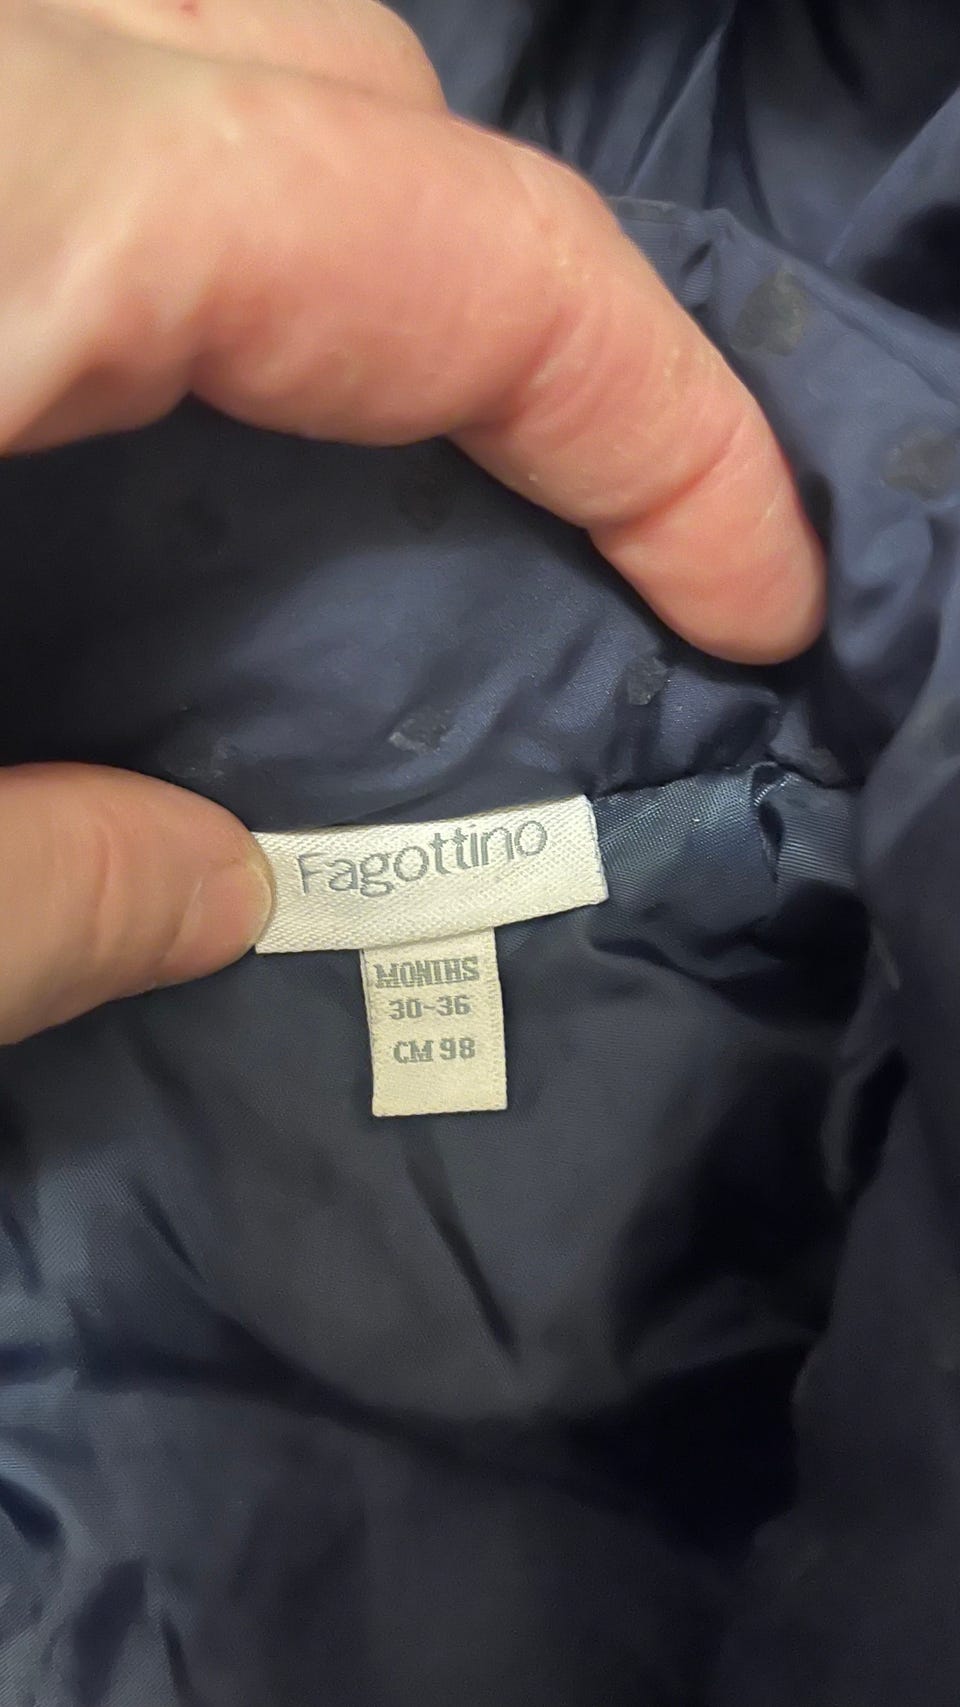 Fagottino
MONTHS
30-36
CM 98